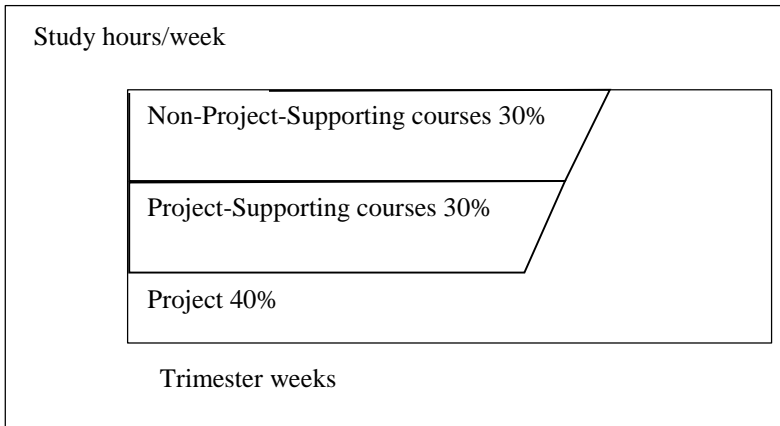 Study hours/week
Non-Project-Supporting courses 30%
Project-Supporting courses 30%
Project 40%
Trimester weeks